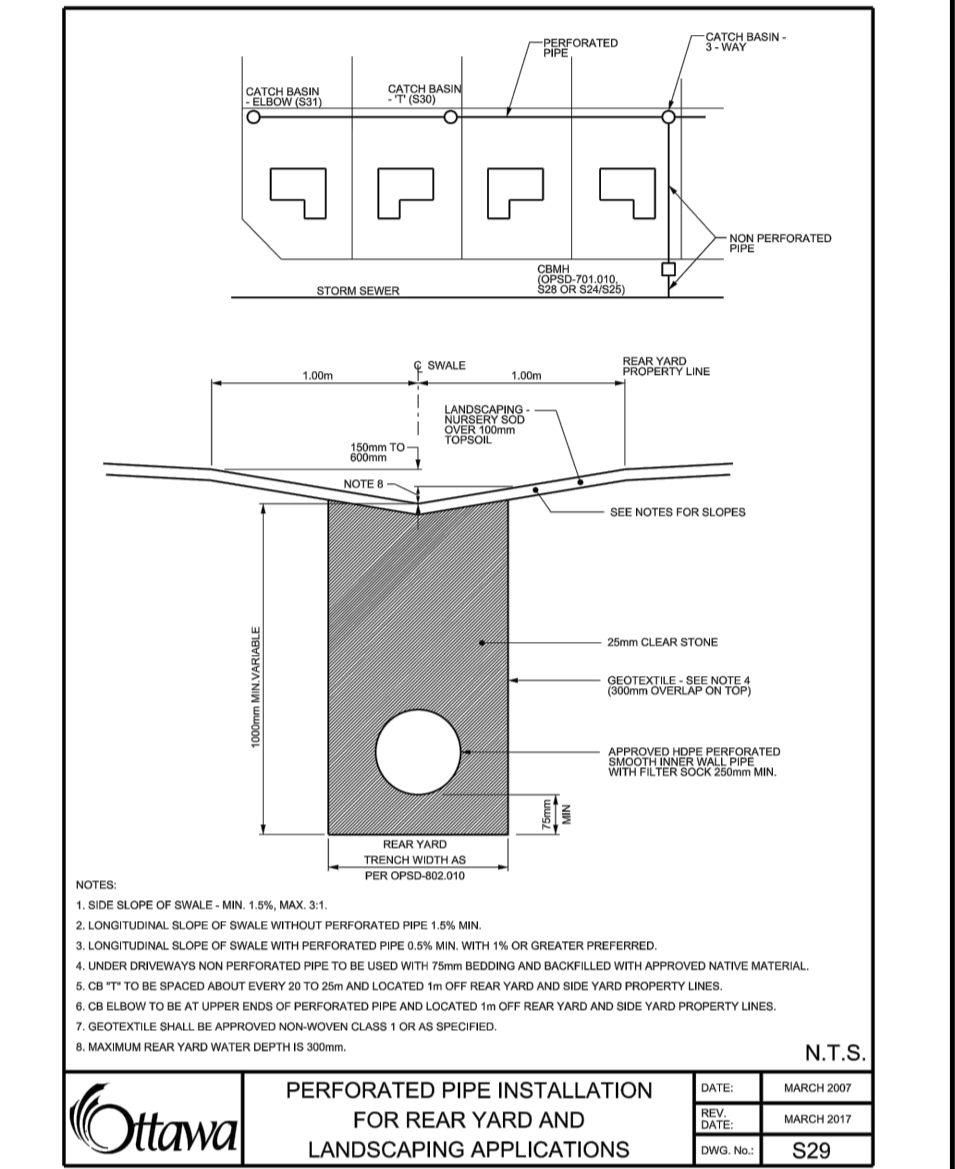 PERFORATED
PIPE
CATCH BASIN -
3 - WAY
CATCH BASIN
- ELBOW (S31)
CATCH BASIN
- 'T' (S30)
NON PERFORATED
PIPE
CBMH
(OPSD-701.010,
S28 OR S24/S25)
STORM SEWER
℄ SWALE
1.00m
1.00m
REAR YARD
PROPERTY LINE
LANDSCAPING -
NURSERY SOD
OVER 100mm
TOPSOIL
150mm TO
600mm
NOTE 8
SEE NOTES FOR SLOPES
1000mm MIN.VARIABLE
25mm CLEAR STONE
GEOTEXTILE - SEE NOTE 4
(300mm OVERLAP ON TOP)
APPROVED HDPE PERFORATED
SMOOTH INNER WALL PIPE
WITH FILTER SOCK 250mm MIN.
75mm
MIN
REAR YARD
TRENCH WIDTH AS
PER OPSD-802.010
NOTES:
1. SIDE SLOPE OF SWALE - MIN. 1.5%, MAX. 3:1.
2. LONGITUDINAL SLOPE OF SWALE WITHOUT PERFORATED PIPE 1.5% MIN.
3. LONGITUDINAL SLOPE OF SWALE WITH PERFORATED PIPE 0.5% MIN. WITH 1% OR GREATER PREFERRED.
4. UNDER DRIVEWAYS NON PERFORATED PIPE TO BE USED WITH 75mm BEDDING AND BACKFILLED WITH APPROVED NATIVE MATERIAL.
5. CB "T" TO BE SPACED ABOUT EVERY 20 TO 25m AND LOCATED 1m OFF REAR YARD AND SIDE YARD PROPERTY LINES.
6. CB ELBOW TO BE AT UPPER ENDS OF PERFORATED PIPE AND LOCATED 1m OFF REAR YARD AND SIDE YARD PROPERTY LINES.
7. GEOTEXTILE SHALL BE APPROVED NON-WOVEN CLASS 1 OR AS SPECIFIED.
8. MAXIMUM REAR YARD WATER DEPTH IS 300mm.
N.T.S.
Ottawa
PERFORATED PIPE INSTALLATION
FOR REAR YARD AND
LANDSCAPING APPLICATIONS
DATE: MARCH 2007
REV.
DATE: MARCH 2017
DWG. No.: S29